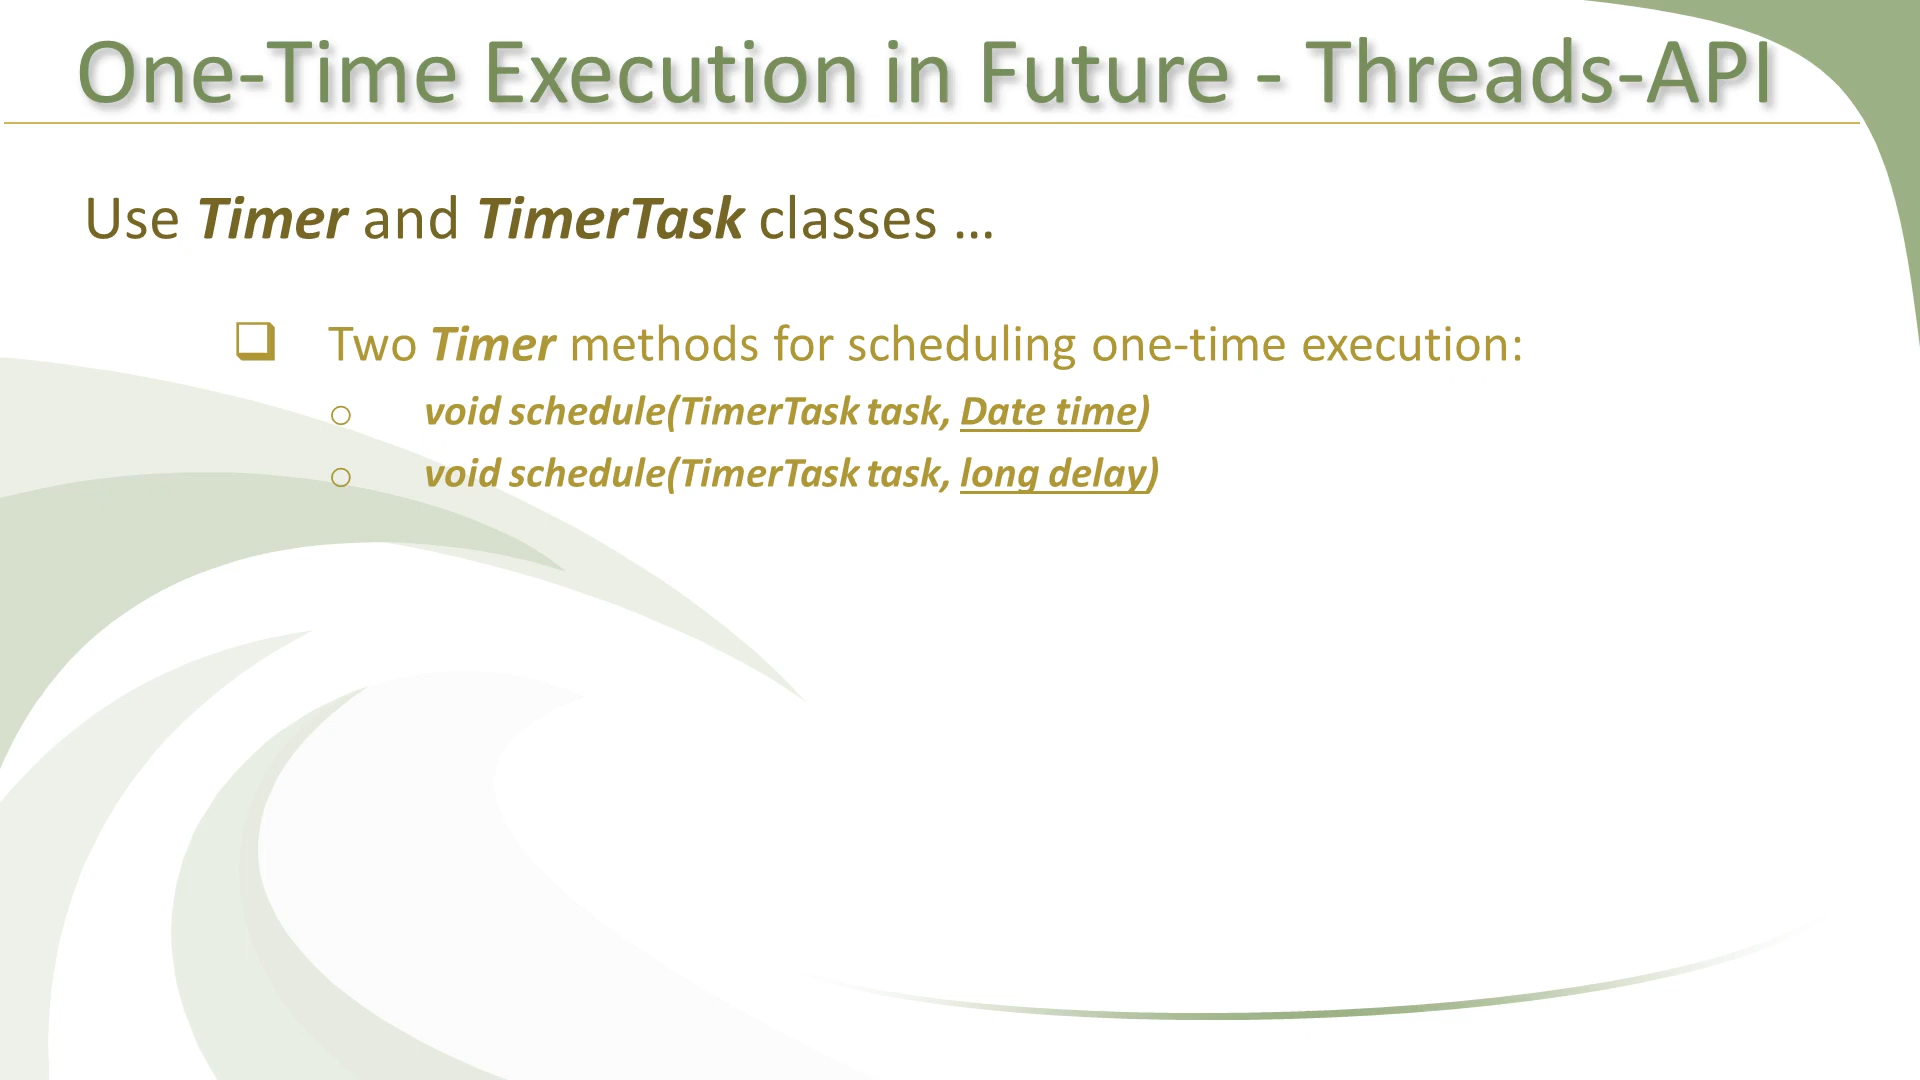 One-Time Execution in Future - Threads-API
Use Timer and TimerTask classes …
❑ Two Timer methods for scheduling one-time execution:
o void schedule(TimerTask task, Date time)
o void schedule(TimerTask task, long delay)